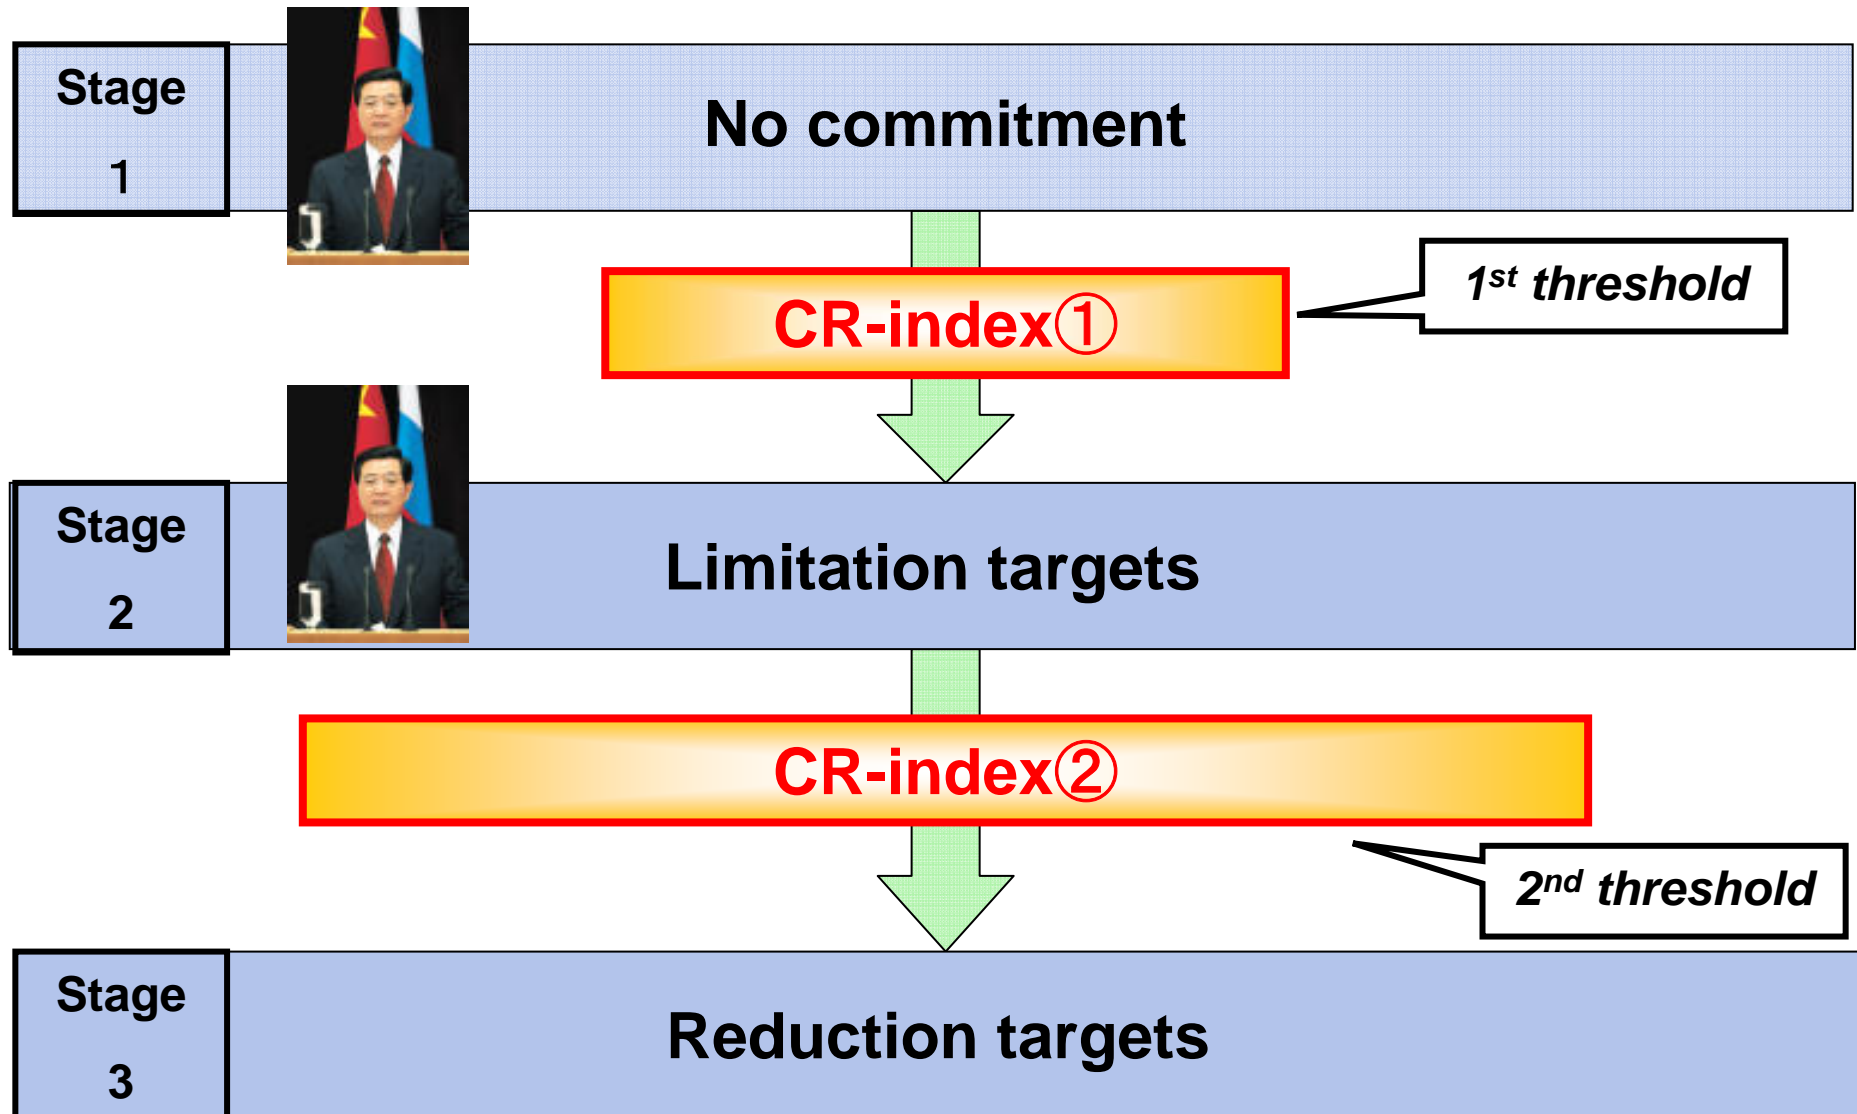 Stage
1
No commitment
1st threshold
CR-index①
Stage
2
Limitation targets
CR-index②
2nd threshold
Stage
3
Reduction targets